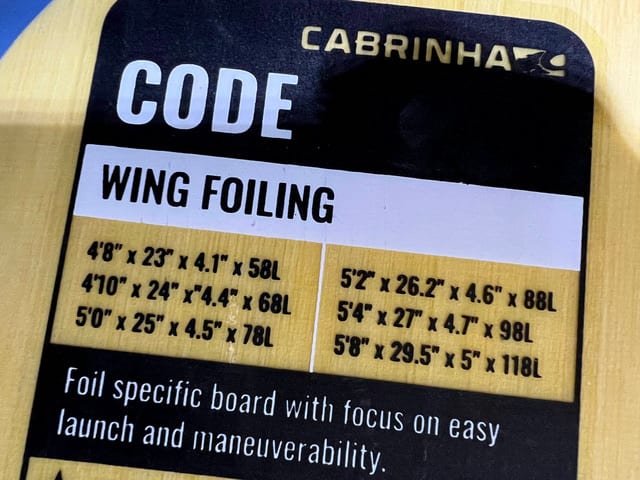 CABRINHA
CODE
WING FOILING
4'8" x 23" x 4.1" x 58L
4'10" x 24" x"4.4" x 68L
5'0" x 25" x 4.5" x 78L
5'2" x 26.2" x 4.6" x 88L
5'4" x 27" x 4.7" x 98L
5'8" x 29.5" x 5" x 118L
Foil specific board with focus on easy
launch and maneuverability.